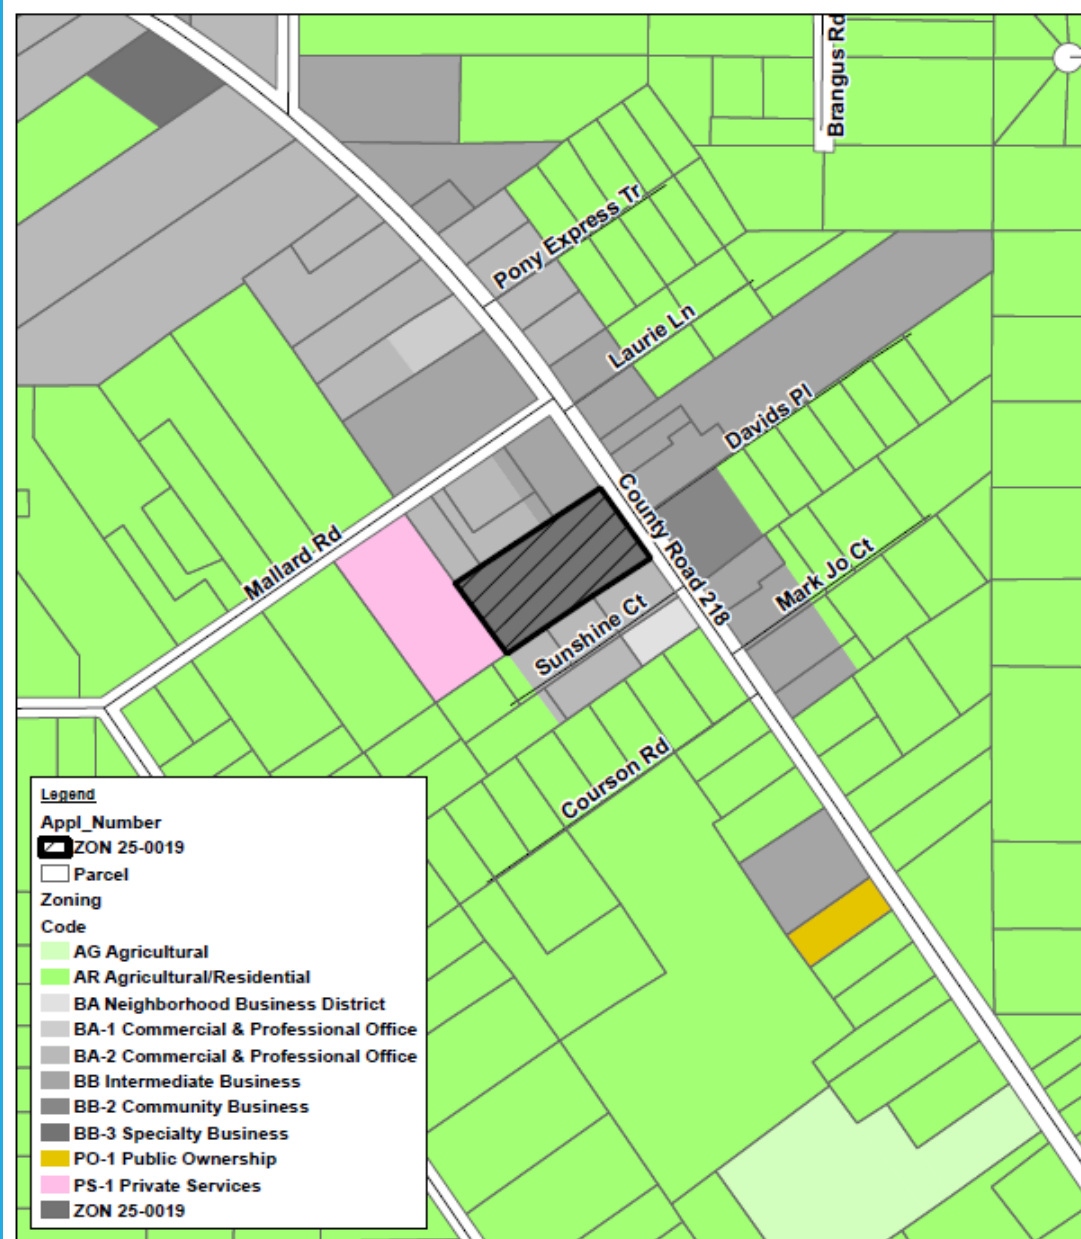 Brangus Rd
Pony Express Tr
Laurie Ln
Davids Pl
County Road 218
Mallard Rd
Mark Jo Ct
Sunshine Ct
Courson Rd
Legend
Appl_Number
ZON 25-0019
Parcel
Zoning
Code
AG Agricultural
AR Agricultural/Residential
BA Neighborhood Business District
BA-1 Commercial & Professional Office
BA-2 Commercial & Professional Office
BB Intermediate Business
BB-2 Community Business
BB-3 Specialty Business
PO-1 Public Ownership
PS-1 Private Services
ZON 25-0019